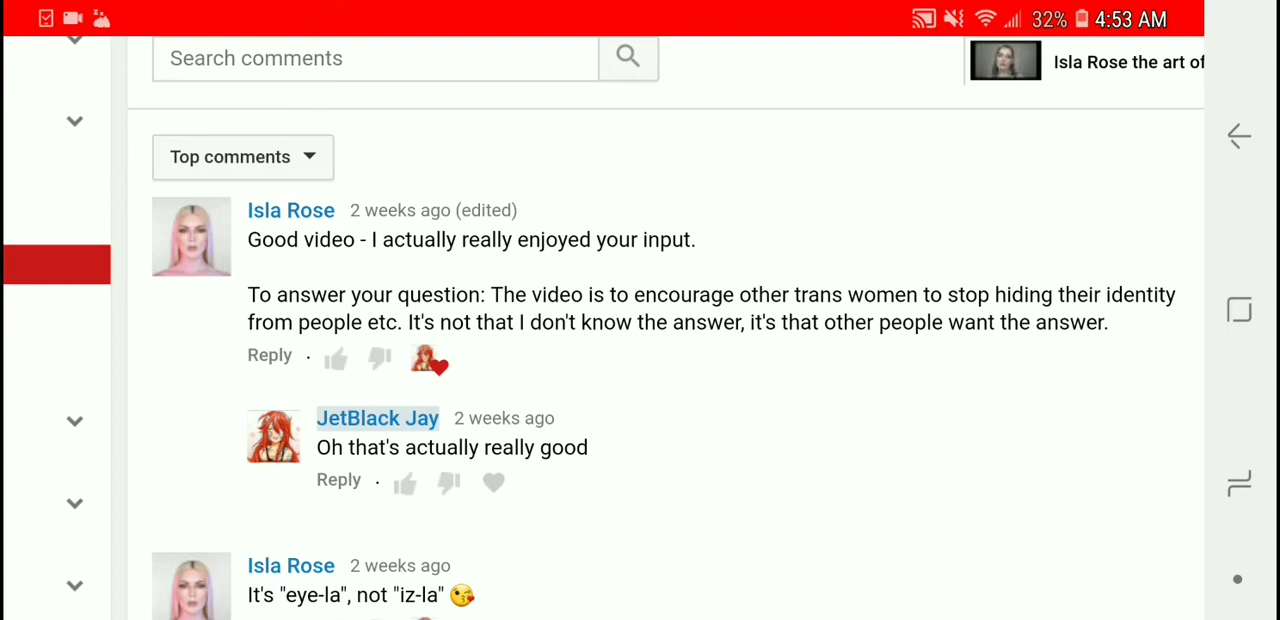 32% 4:53 AM
Search comments
Isla Rose the art of
Top comments
Isla Rose 2 weeks ago (edited)
Good video - I actually really enjoyed your input.
To answer your question: The video is to encourage other trans women to stop hiding their identity
from people etc. It's not that I don't know the answer, it's that other people want the answer.
Reply
JetBlack Jay 2 weeks ago
Oh that's actually really good
Reply
Isla Rose 2 weeks ago
It's "eye-la", not "iz-la" 😘